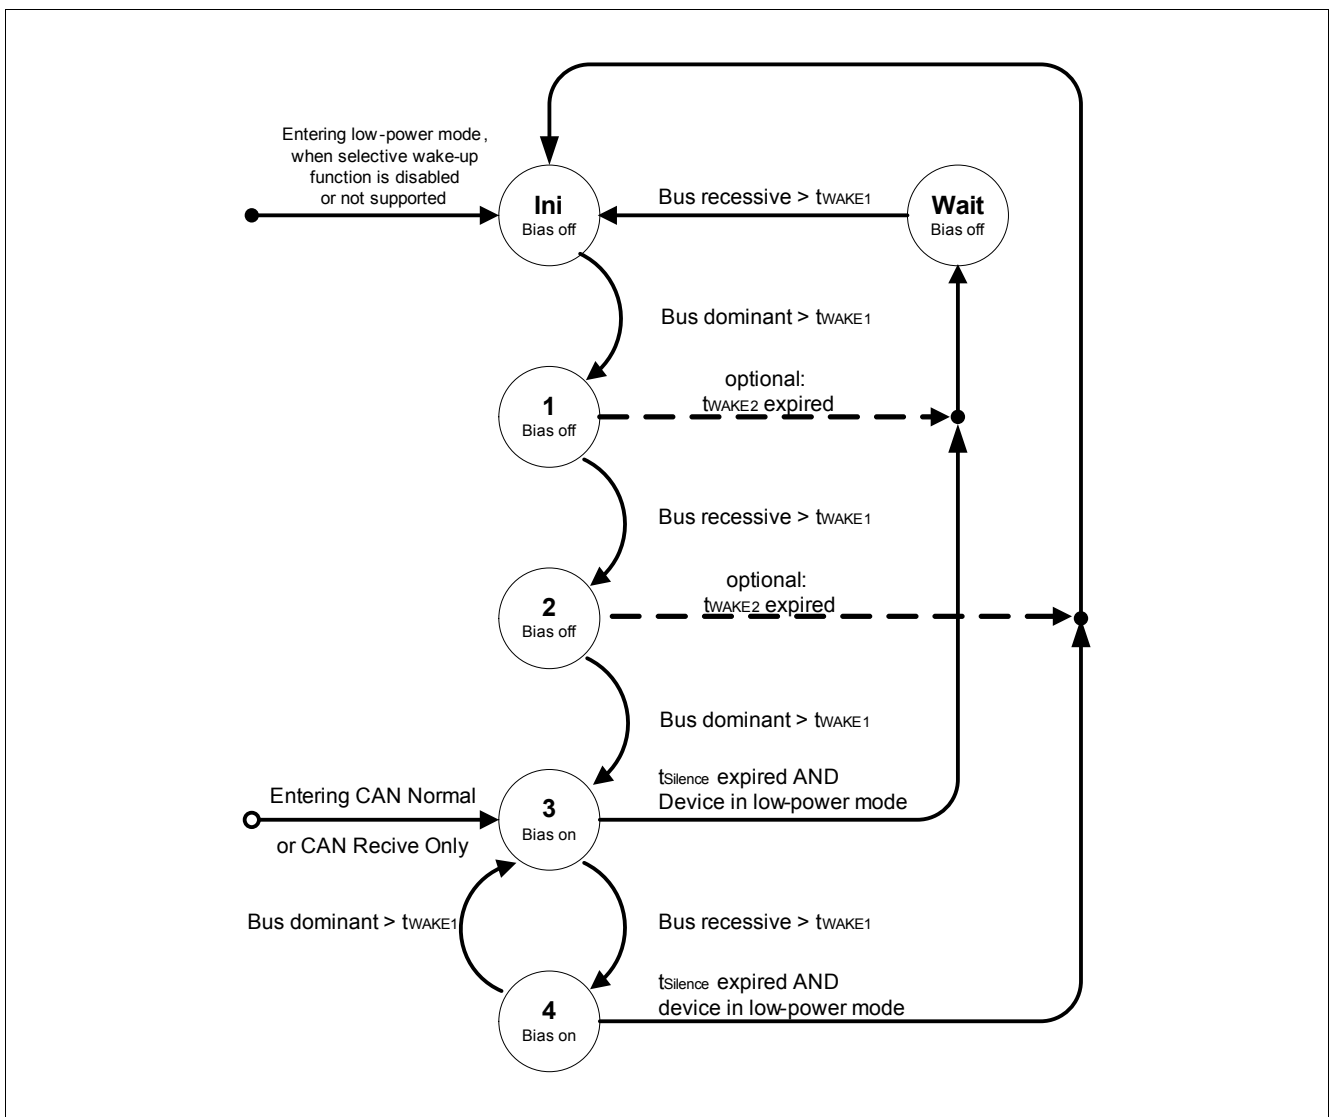 Entering low-power mode,
when selective wake-up
function is disabled
or not supported
Ini
Bias off
Bus recessive > tWAKE1
Wait
Bias off
Bus dominant > tWAKE1
optional:
tWAKE2 expired
1
Bias off
Bus recessive > tWAKE1
optional:
tWAKE2 expired
2
Bias off
Bus dominant > tWAKE1
tSilence expired AND
Device in low-power mode
Entering CAN Normal
or CAN Recive Only
3
Bias on
Bus dominant > tWAKE1
Bus recessive > tWAKE1
tSilence expired AND
device in low-power mode
4
Bias on